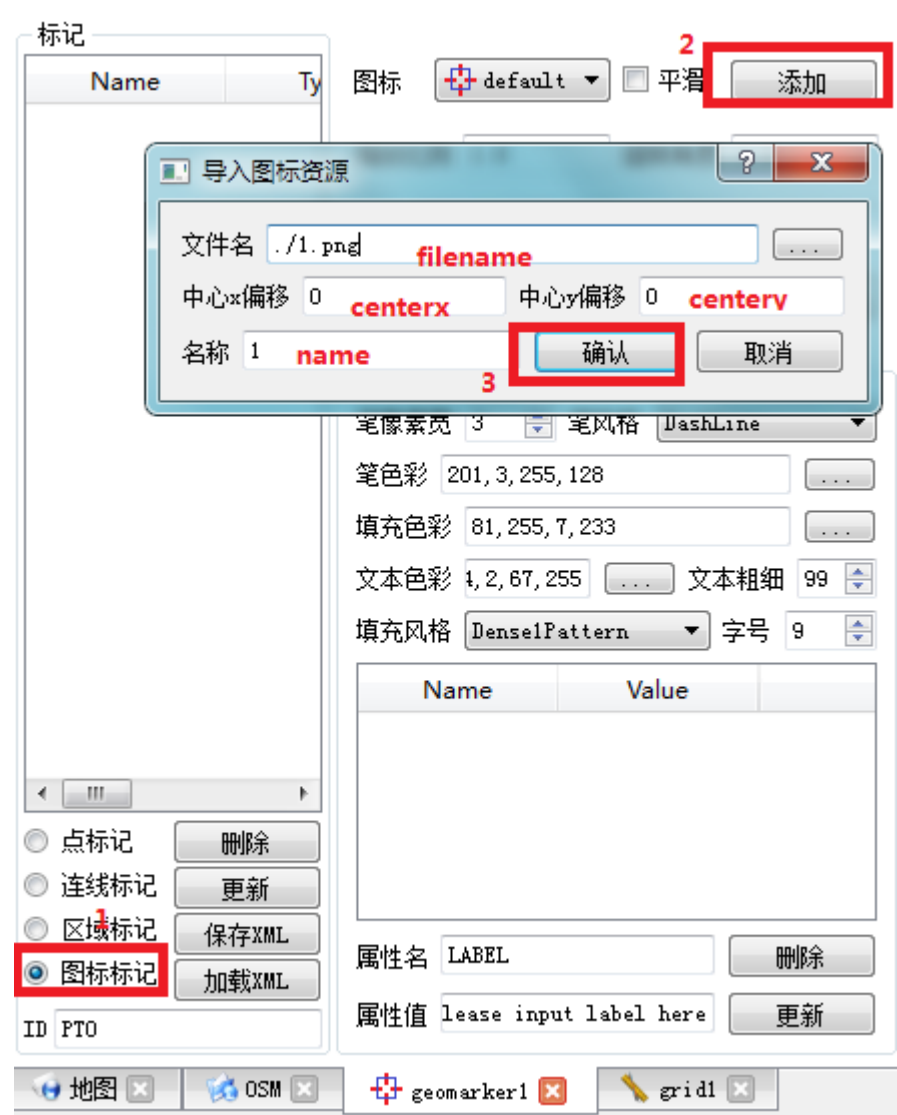 标记
Name Ty
图标 default 平滑 2 添加
导入图标资源
文件名 ./1.png filename
中心x偏移 0 centerx 中心y偏移 0 centery
名称 1 name 确认 取消
3
笔像素宽 3 笔风格 DashLine
笔色彩 201,3,255,128 ...
填充色彩 81,255,7,233 ...
文本色彩 ,2,67,255 ... 文本粗细 99
填充风格 Dense1Pattern 字号 9
Name Value
点标记 删除
连线标记 更新
1
区域标记 保存XML
图标标记 加载XML
ID PTO
属性名 LABEL 删除
属性值 lease input label here 更新
地图 OSM geomarker1 grid1